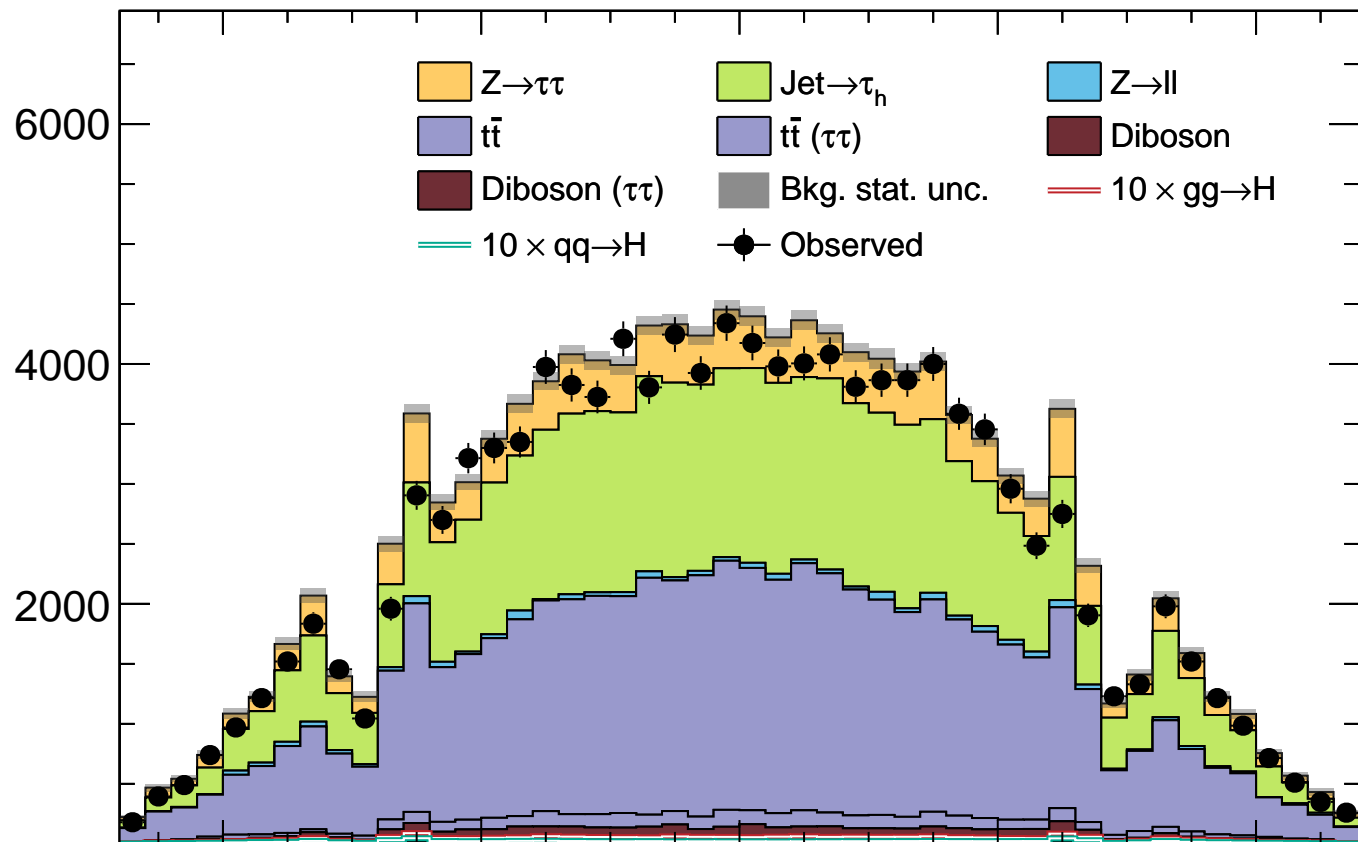 6000
4000
2000
Z→ττ Jet→τₕ Z→ll
tt̄ tt̄ (ττ) Diboson
Diboson (ττ) Bkg. stat. unc. 10 × gg→H
10 × qq→H Observed